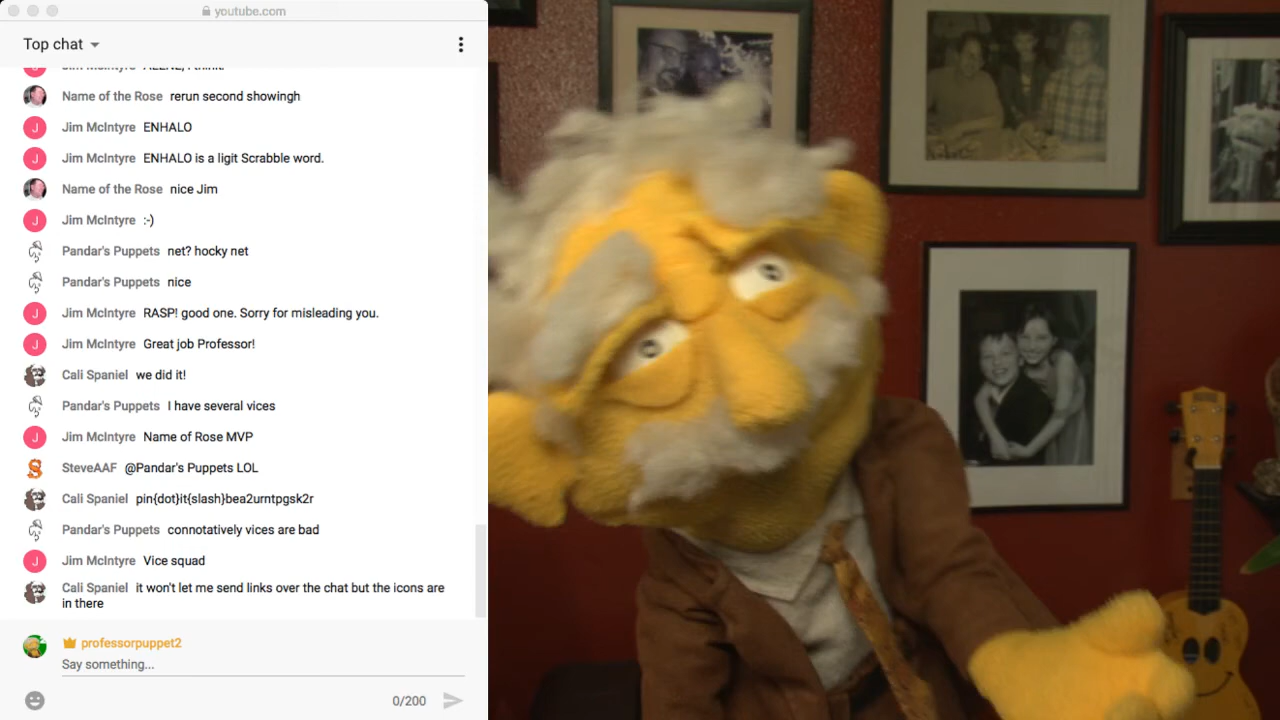 youtube.com
Top chat
Name of the Rose rerun second showingh
Jim McIntyre ENHALO
Jim McIntyre ENHALO is a ligit Scrabble word.
Name of the Rose nice Jim
Jim McIntyre :-)
Pandar's Puppets net? hocky net
Pandar's Puppets nice
Jim McIntyre RASP! good one. Sorry for misleading you.
Jim McIntyre Great job Professor!
Cali Spaniel we did it!
Pandar's Puppets I have several vices
Jim McIntyre Name of Rose MVP
SteveAAF @Pandar's Puppets LOL
Cali Spaniel pin{dot}it{slash}bea2urntpgsk2r
Pandar's Puppets connotatively vices are bad
Jim McIntyre Vice squad
Cali Spaniel it won't let me send links over the chat but the icons are
in there
professorpuppet2
Say something...
0/200